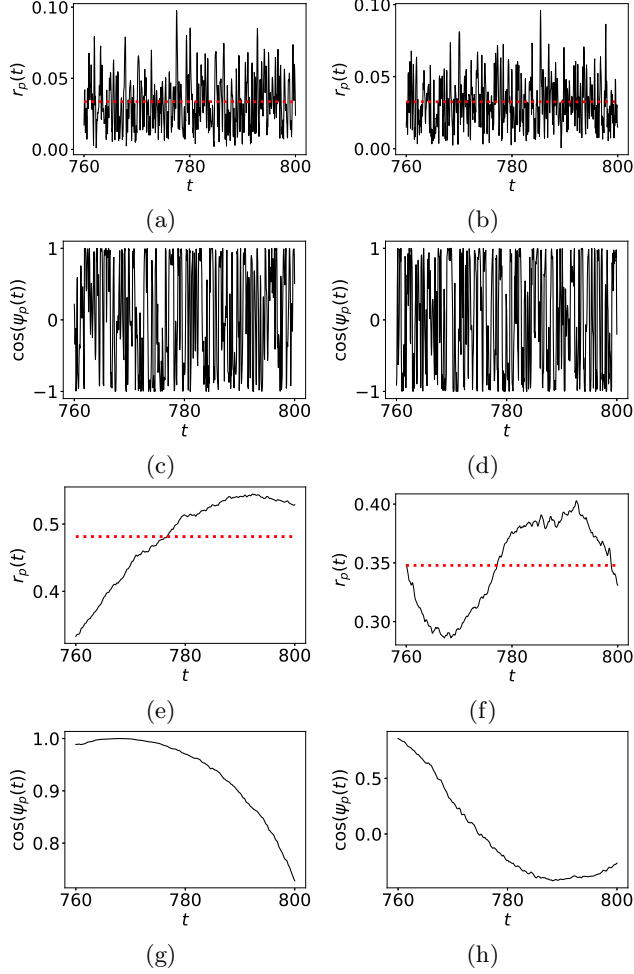 0.10
0.05
0.00
r_p(t)
760 780 800
t
(a)
0.10
0.05
0.00
r_p(t)
760 780 800
t
(b)
1
0
−1
cos(ψ_p(t))
760 780 800
t
(c)
1
0
−1
cos(ψ_p(t))
760 780 800
t
(d)
0.5
0.4
r_p(t)
760 780 800
t
(e)
0.40
0.35
0.30
r_p(t)
760 780 800
t
(f)
1.0
0.9
0.8
cos(ψ_p(t))
760 780 800
t
(g)
0.5
0.0
cos(ψ_p(t))
760 780 800
t
(h)